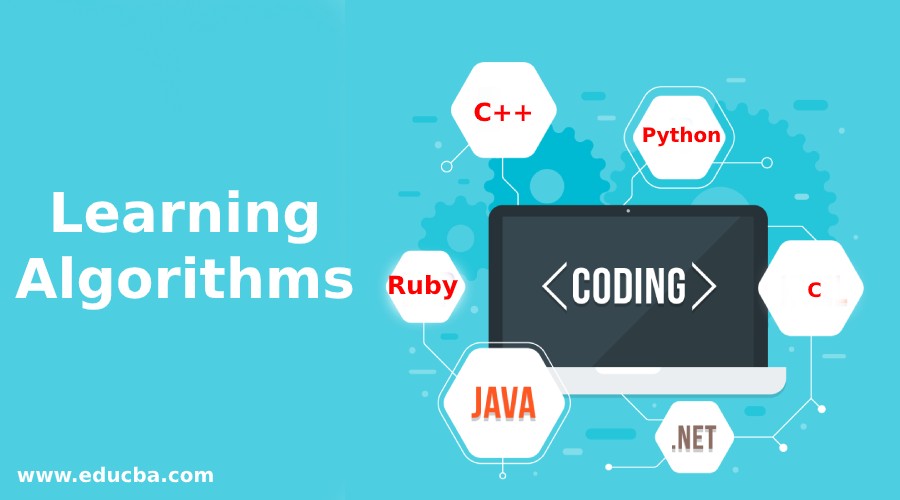 Learning
Algorithms
C++
Python
Ruby
<CODING>
C
JAVA
.NET
www.educba.com